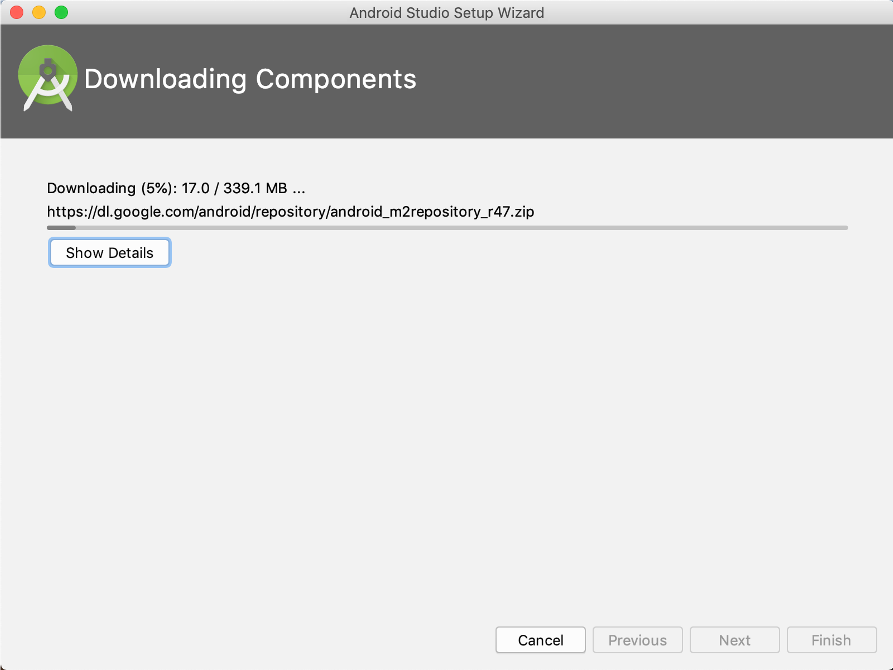 Android Studio Setup Wizard
Downloading Components
Downloading (5%): 17.0 / 339.1 MB ...
https://dl.google.com/android/repository/android_m2repository_r47.zip
Show Details
Cancel Previous Next Finish